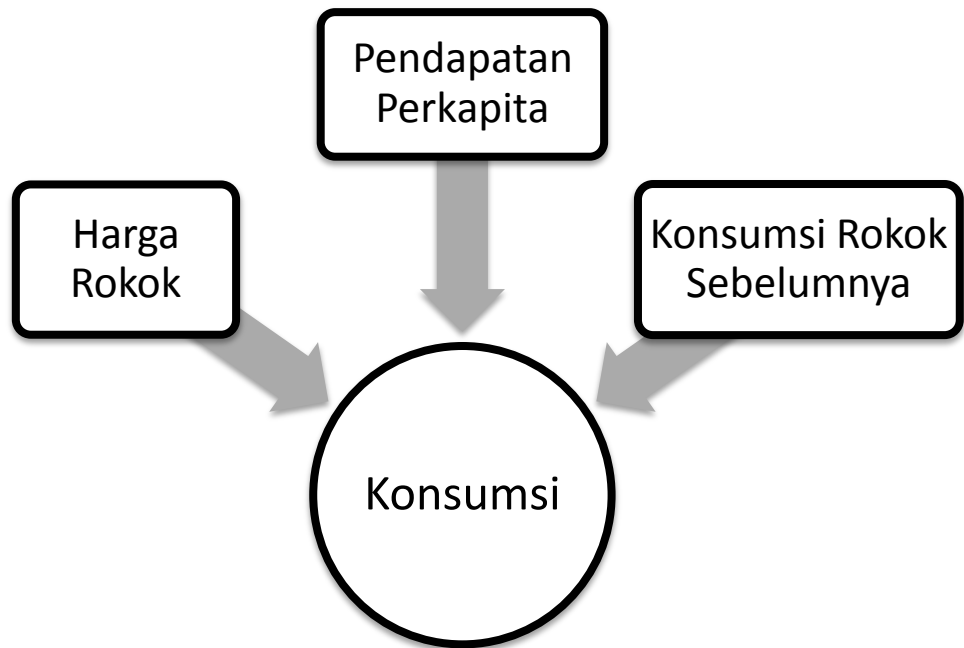 Pendapatan
Perkapita
Harga
Rokok
Konsumsi Rokok
Sebelumnya
Konsumsi